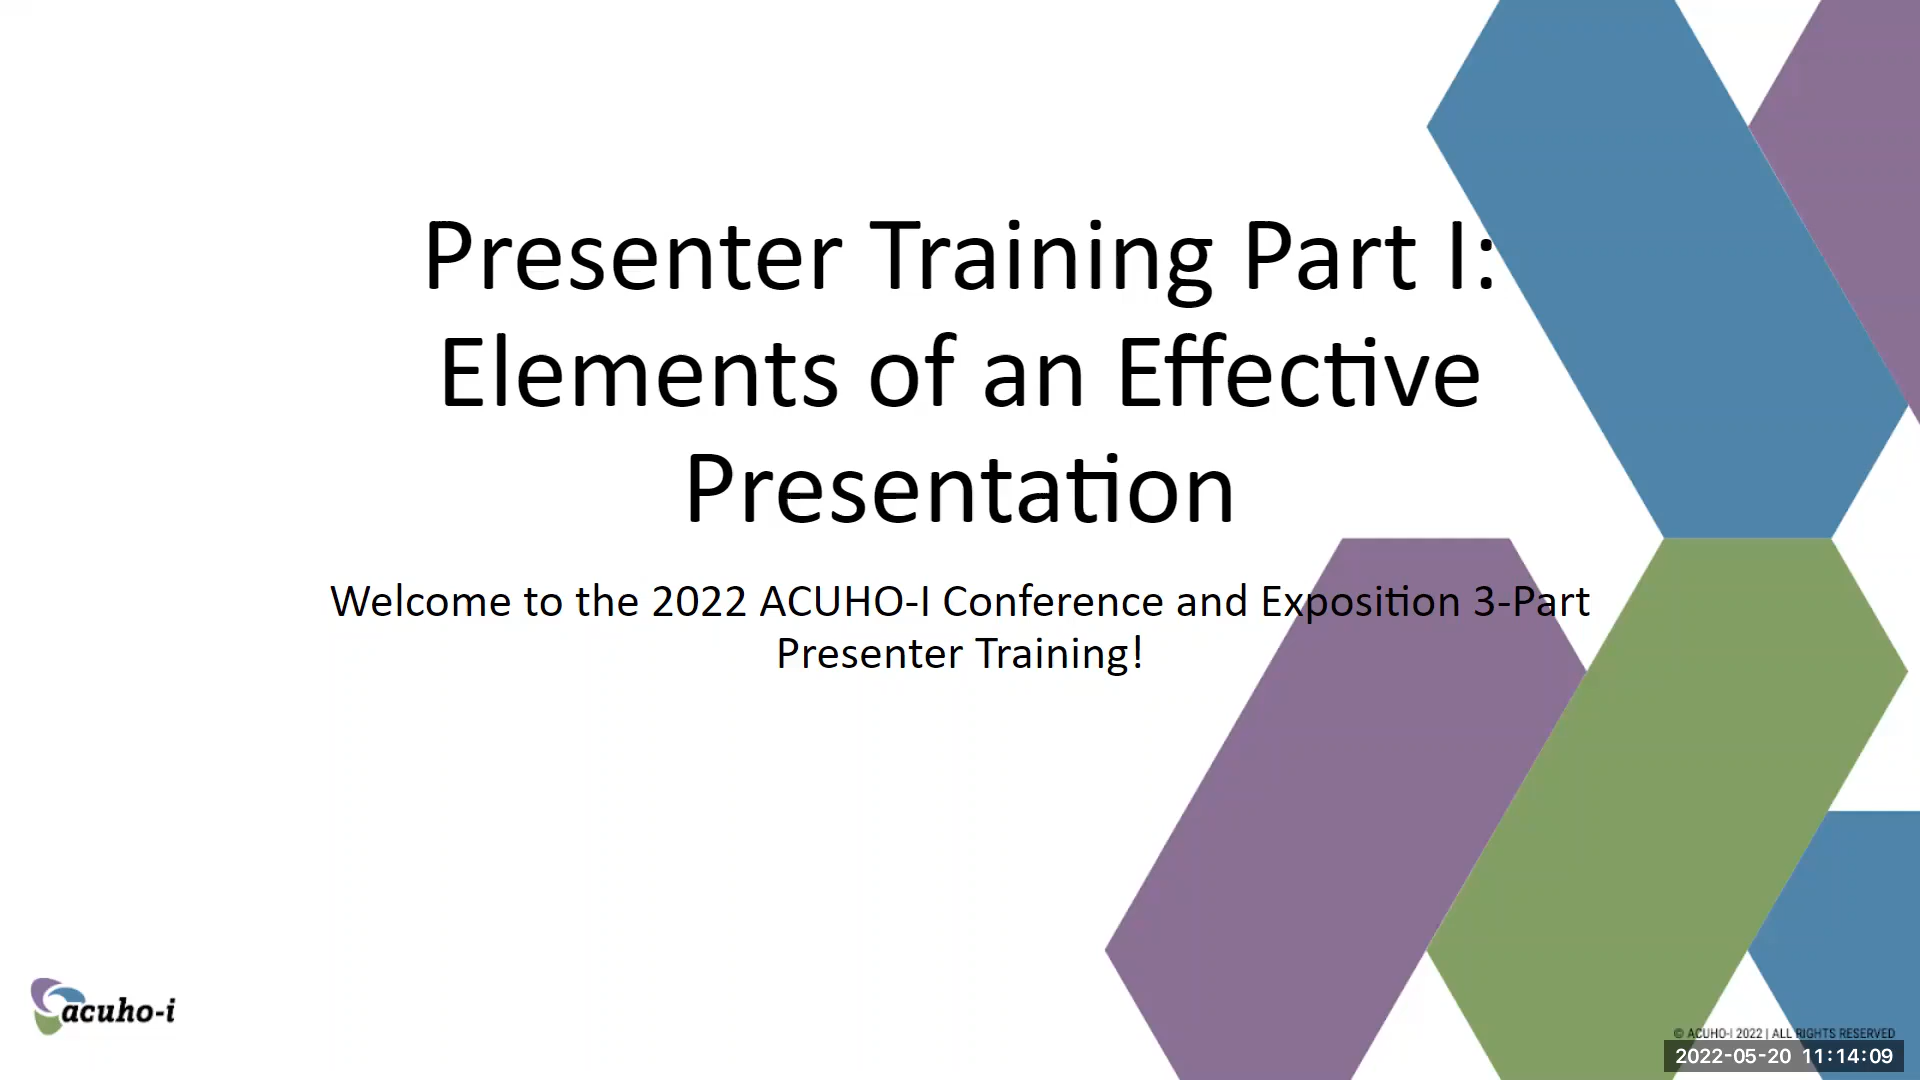 Presenter Training Part I:
Elements of an Effective
Presentation
Welcome to the 2022 ACUHO-I Conference and Exposition 3-Part
Presenter Training!
acuho-i
© ACUHO-I 2022 | ALL RIGHTS RESERVED
2022-05-20 11:14:09